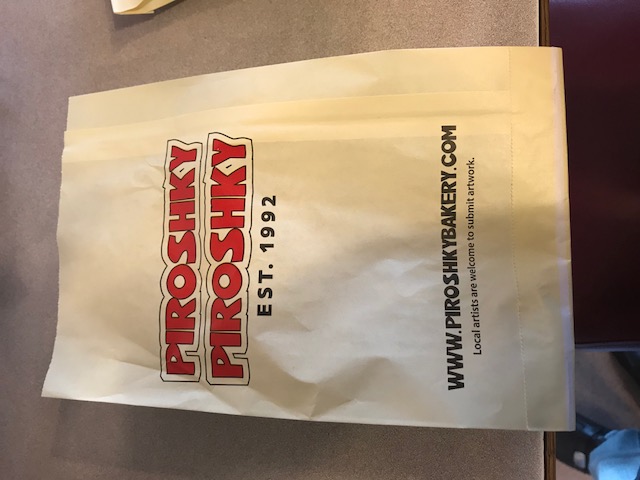 PIROSHKY
PIROSHKY
EST. 1992
WWW.PIROSHKYBAKERY.COM
Local artists are welcome to submit artwork.